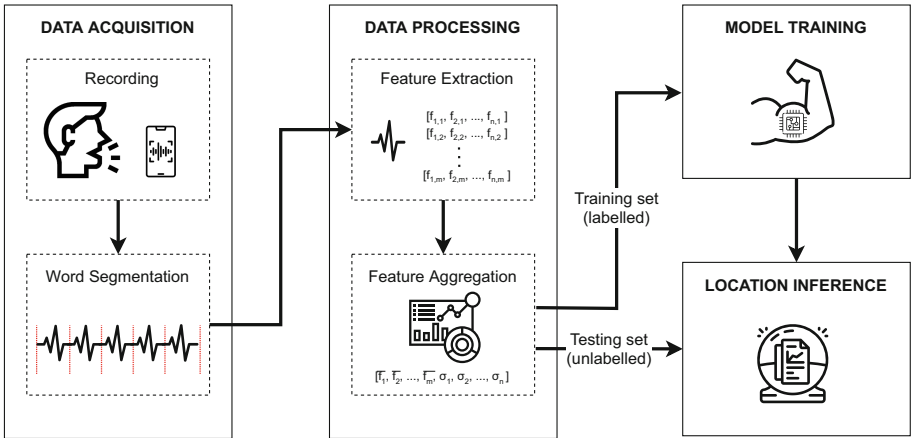 DATA ACQUISITION
Recording
Word Segmentation
DATA PROCESSING
Feature Extraction
[f1,1, f2,1, ..., fn,1 ]
[f1,2, f2,2, ..., fn,2 ]
⋮
[f1,m, f2,m, ..., fn,m ]
Feature Aggregation
[f̅1, f̅2, ..., f̅m, σ1, σ2, ..., σn ]
Training set
(labelled)
Testing set
(unlabelled)
MODEL TRAINING
LOCATION INFERENCE